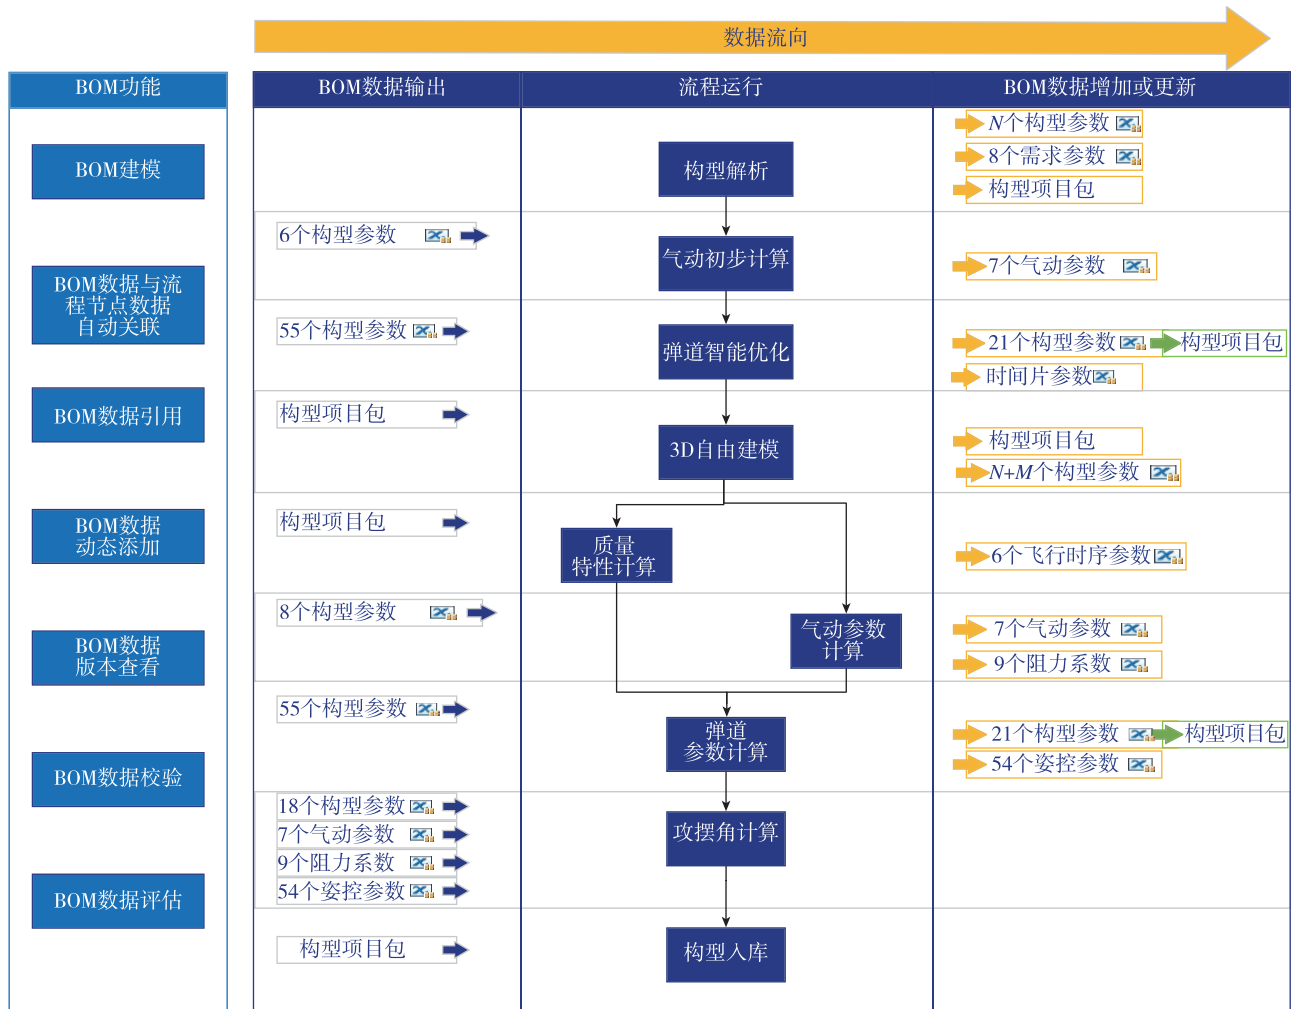 数据流向
BOM功能
BOM建模
BOM数据与流
程节点数据
自动关联
BOM数据引用
BOM数据
动态添加
BOM数据
版本查看
BOM数据校验
BOM数据评估
BOM数据输出
流程运行
BOM数据增加或更新
构型解析
N个构型参数
8个需求参数
构型项目包
6个构型参数
气动初步计算
7个气动参数
55个构型参数
弹道智能优化
21个构型参数
构型项目包
时间片参数
构型项目包
3D自由建模
构型项目包
N+M个构型参数
构型项目包
质量
特性计算
6个飞行时序参数
8个构型参数
气动参数
计算
7个气动参数
9个阻力系数
55个构型参数
弹道
参数计算
21个构型参数
构型项目包
54个姿控参数
18个构型参数
7个气动参数
9个阻力系数
54个姿控参数
攻摆角计算
构型项目包
构型入库